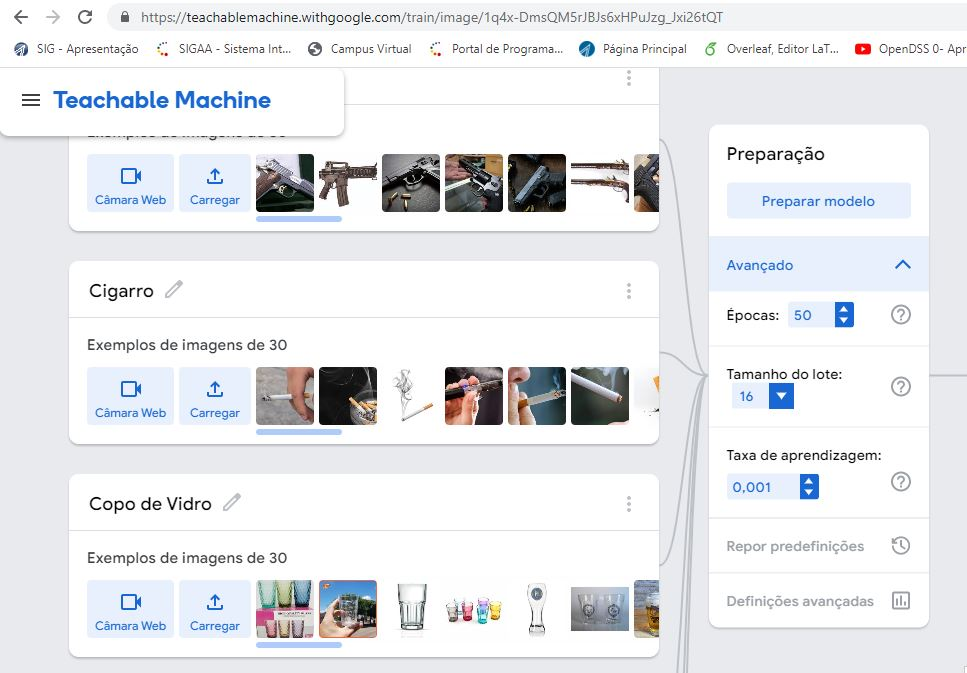 https://teachablemachine.withgoogle.com/train/image/1q4x-DmsQM5rJBJs6xHPuJzg_Jxi26tQT
SIG - Apresentação
SIGAA - Sistema Int...
Campus Virtual
Portal de Programa...
Página Principal
Overleaf, Editor LaT...
OpenDSS 0- Apr
Teachable Machine
Exemplos de imagens de
Câmara Web
Carregar
Cigarro
Exemplos de imagens de 30
Câmara Web
Carregar
Copo de Vidro
Exemplos de imagens de 30
Câmara Web
Carregar
Preparação
Preparar modelo
Avançado
Épocas: 50
Tamanho do lote:
16
Taxa de aprendizagem:
0,001
Repor predefinições
Definições avançadas